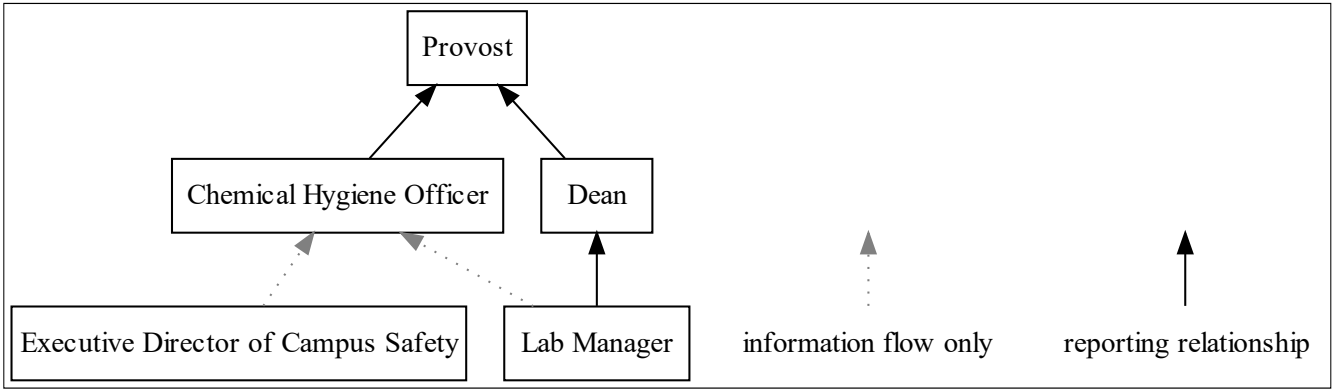 Provost
Chemical Hygiene Officer
Dean
Executive Director of Campus Safety
Lab Manager
information flow only
reporting relationship